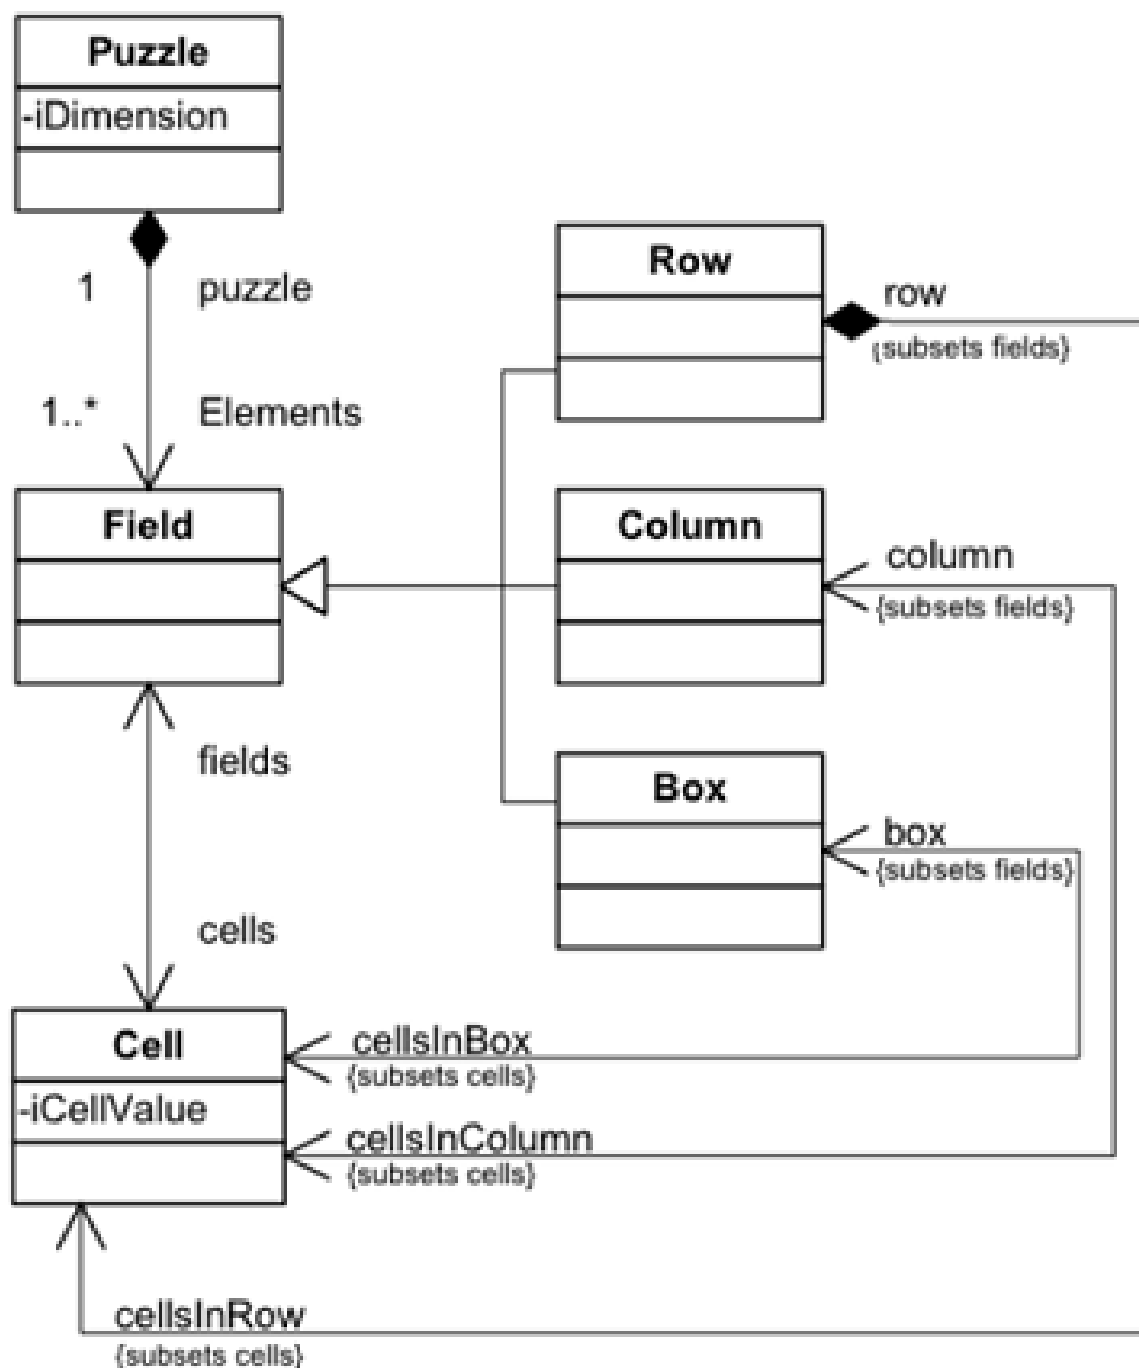 Puzzle
-iDimension
1 puzzle
1..* Elements
Field
fields
cells
Cell
-iCellValue
Row
row
{subsets fields}
Column
column
{subsets fields}
Box
box
{subsets fields}
cellsInBox
{subsets cells}
cellsInColumn
{subsets cells}
cellsInRow
{subsets cells}